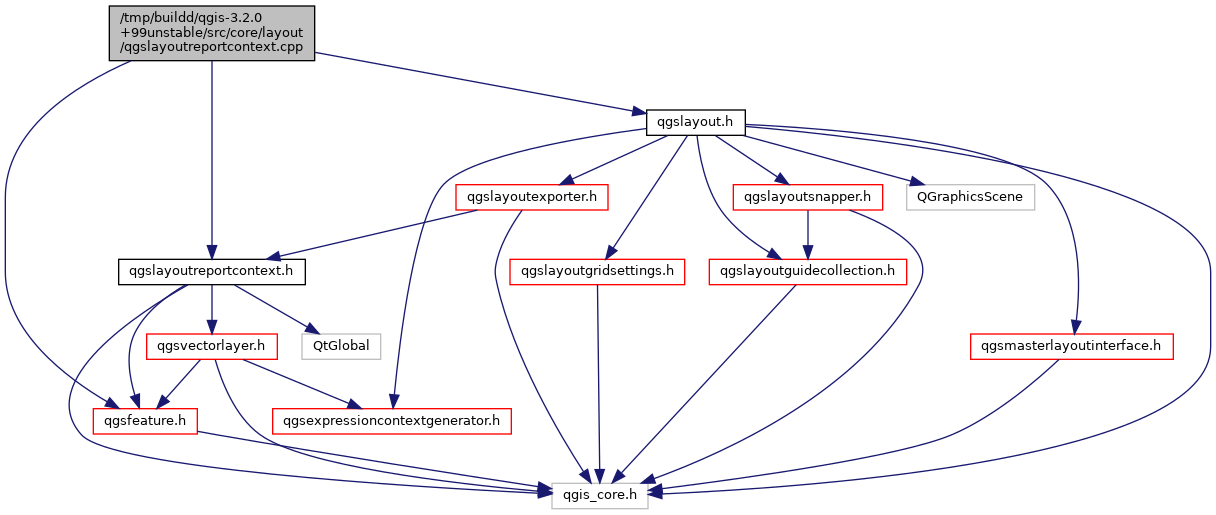 /tmp/buildd/qgis-3.2.0
+99unstable/src/core/layout
/qgslayoutreportcontext.cpp
qgslayout.h
qgslayoutexporter.h
qgslayoutsnapper.h
QGraphicsScene
qgslayoutreportcontext.h
qgslayoutgridsettings.h
qgslayoutguidecollection.h
qgsvectorlayer.h
QtGlobal
qgsmasterlayoutinterface.h
qgsfeature.h
qgsexpressioncontextgenerator.h
qgis_core.h